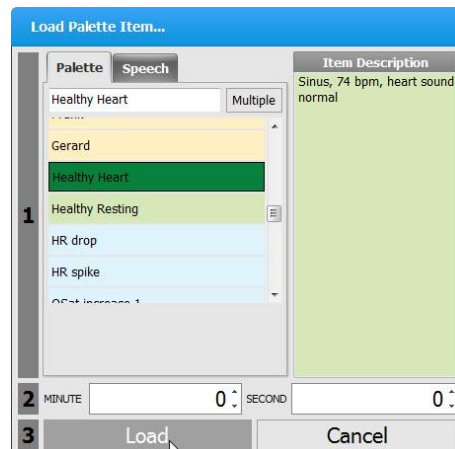 Load Palette Item...
Palette
Speech
Item Description
Healthy Heart
Multiple
Sinus, 74 bpm, heart sound
normal
Gerard
Healthy Heart
Healthy Resting
1
HR drop
HR spike
2 MINUTE 0 SECOND 0
3 Load Cancel